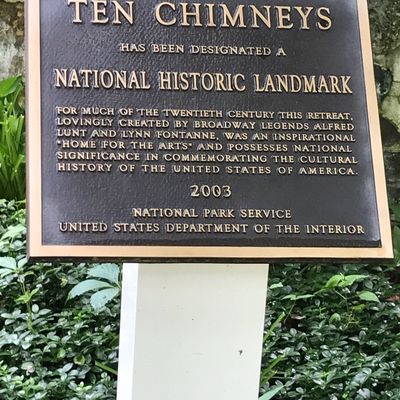 TEN CHIMNEYS
HAS BEEN DESIGNATED A
NATIONAL HISTORIC LANDMARK
FOR MUCH OF THE TWENTIETH CENTURY THIS RETREAT,
LOVINGLY CREATED BY BROADWAY LEGENDS ALFRED
LUNT AND LYNN FONTANNE, WAS AN INSPIRATIONAL
"HOME FOR THE ARTS" AND POSSESSES NATIONAL
SIGNIFICANCE IN COMMEMORATING THE CULTURAL
HISTORY OF THE UNITED STATES OF AMERICA.
2003
NATIONAL PARK SERVICE
UNITED STATES DEPARTMENT OF THE INTERIOR